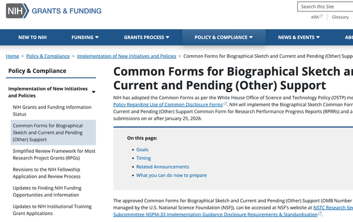 NIH GRANTS & FUNDING
Search this Site
eRA | Glossary
NEW TO NIH
FUNDING
GRANTS PROCESS
POLICY & COMPLIANCE
NEWS & EVENTS
AB
Home > Policy & Compliance > Implementation of New Initiatives and Policies > Common Forms for Biographical Sketch and Current and Pending (Othe
Policy & Compliance
Implementation of New Initiatives and Policies
NIH Grants and Funding Information Status
Common Forms for Biographical Sketch and Current and Pending (Other) Support
Simplified Review Framework for Most Research Project Grants (RPGs)
Revisions to the NIH Fellowship Application and Review Process
Updates to Finding NIH Funding Opportunities and Information
Updates to NIH Institutional Training Grant Applications
Common Forms for Biographical Sketch a
Current and Pending (Other) Support
NIH has adopted the Common Forms as per the White House Office of Science and Technology Policy (OSTP) m
Policy Regarding Use of Common Disclosure Forms, NIH will implement the Biographical Sketch Common Form
Current and Pending (Other) Support Common Form for Research Performance Progress Reports (RPPRs) and a
submissions on or after January 25, 2026.
On this page:
Goals
Timing
Related Announcements
What you can do now to prepare
The approved Common Forms for Biographical Sketch and Current and Pending (Other) Support (OMB Number
managed by the U.S. National Science Foundation (NSF), can be accessed at NSF's website at NSTC Resear
Subcommittee NSPM-33 Implementation Guidance Disclosure Requirements & Standardization.